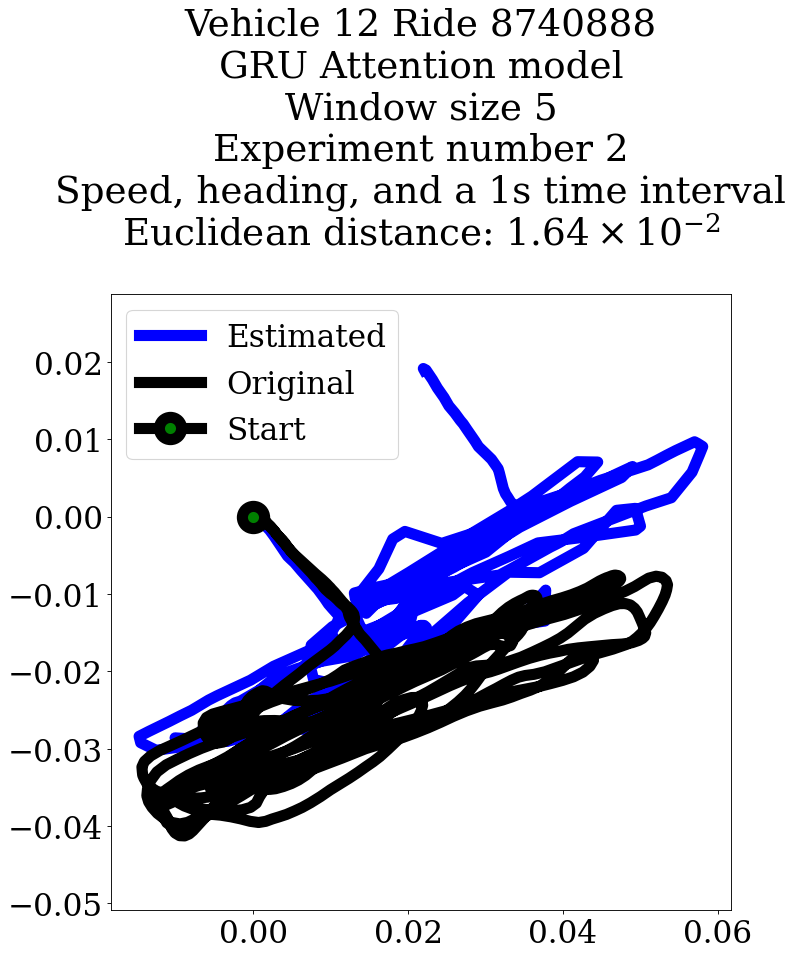 Vehicle 12 Ride 8740888
GRU Attention model
Window size 5
Experiment number 2
Speed, heading, and a 1s time interval
Euclidean distance: 1.64 × 10⁻²
Estimated
Original
Start
0.02
0.01
0.00
−0.01
−0.02
−0.03
−0.04
−0.05
0.00 0.02 0.04 0.06